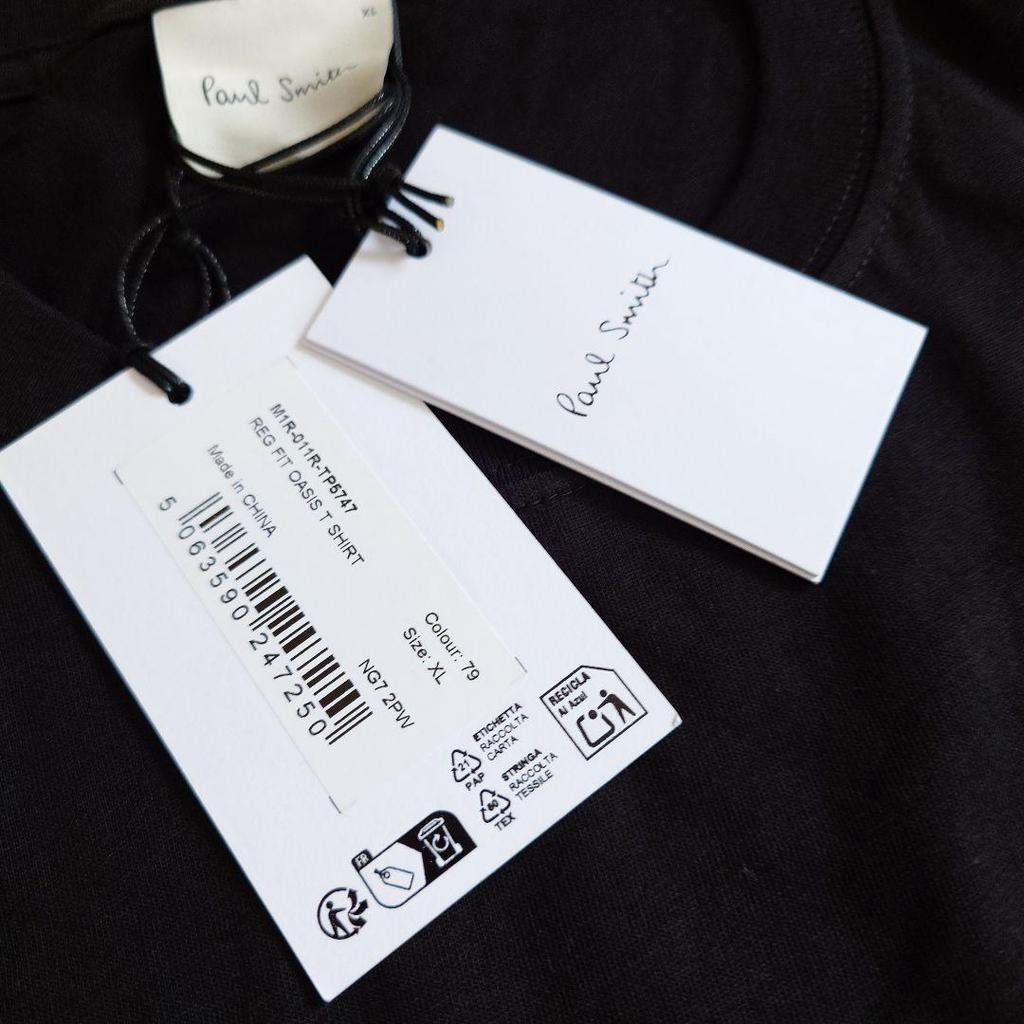 XL
Paul Smith
Paul Smith
M1R-011R-TP5747
REG FIT OASIS T SHIRT
Made in CHINA
5 063590 247250
Colour: 79
Size: XL
NG7 2PW
RECICLA
Al Azul
21
PAP
ETICHETTA
RACCOLTA
CARTA
60
TEX
STRINGA
RACCOLTA
TESSILE
FR